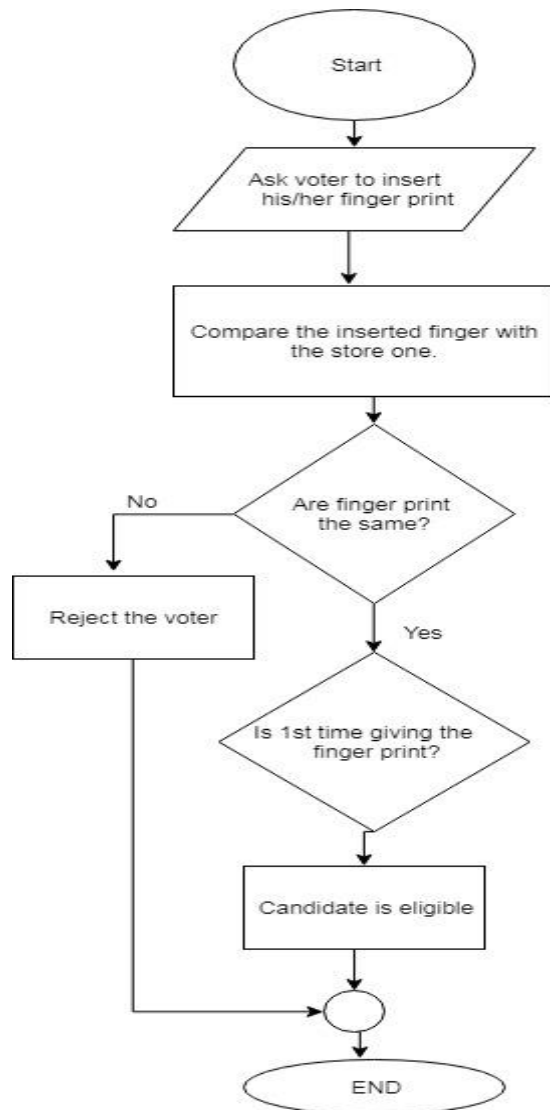 Start
Ask voter to insert
his/her finger print
Compare the inserted finger with
the store one.
Are finger print
the same?
No
Reject the voter
Yes
Is 1st time giving the
finger print?
Candidate is eligible
END